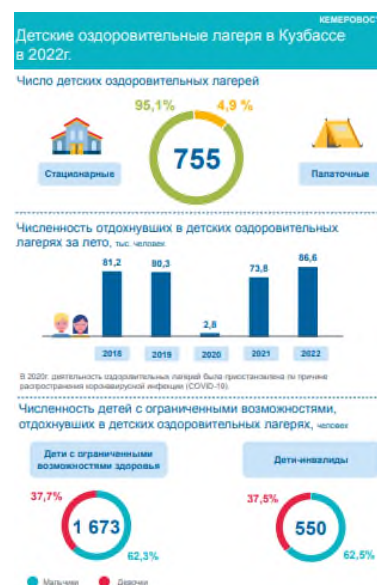 КЕМЕРОВОСТ
Детские оздоровительные лагеря в Кузбассе
в 2022г.
Число детских оздоровительных лагерей
95,1% 4,9 %
755
Стационарные Палаточные
Численность отдохнувших в детских оздоровительных
лагерях за лето, тыс. человек
81,2 80,3 2,8 73,8 86,6
2018 2019 2020 2021 2022
В 2020г. деятельность оздоровительных лагерей была приостановлена по причине
распространения коронавирусной инфекции (COVID-19).
Численность детей с ограниченными возможностями,
отдохнувших в детских оздоровительных лагерях, человек
Дети с ограниченными
возможностями здоровья
Дети-инвалиды
37,7% 37,5%
1 673 550
62,3% 62,5%
Мальчики Девочки